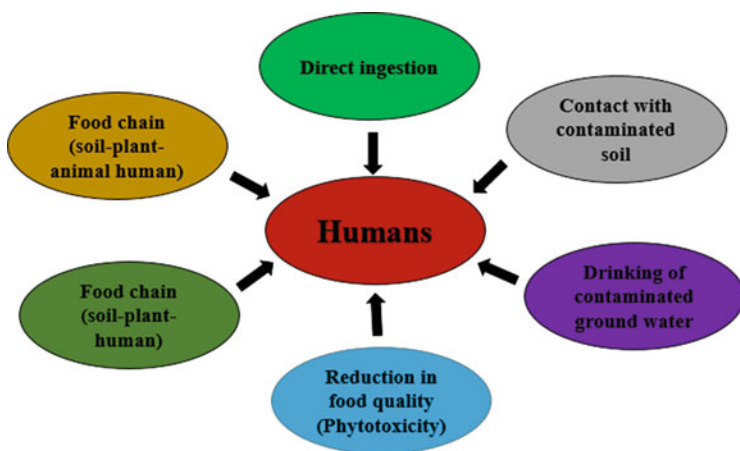 Direct ingestion
Food chain
(soil-plant-
animal human)
Contact with
contaminated
soil
Humans
Food chain
(soil-plant-
human)
Drinking of
contaminated
ground water
Reduction in
food quality
(Phytotoxicity)